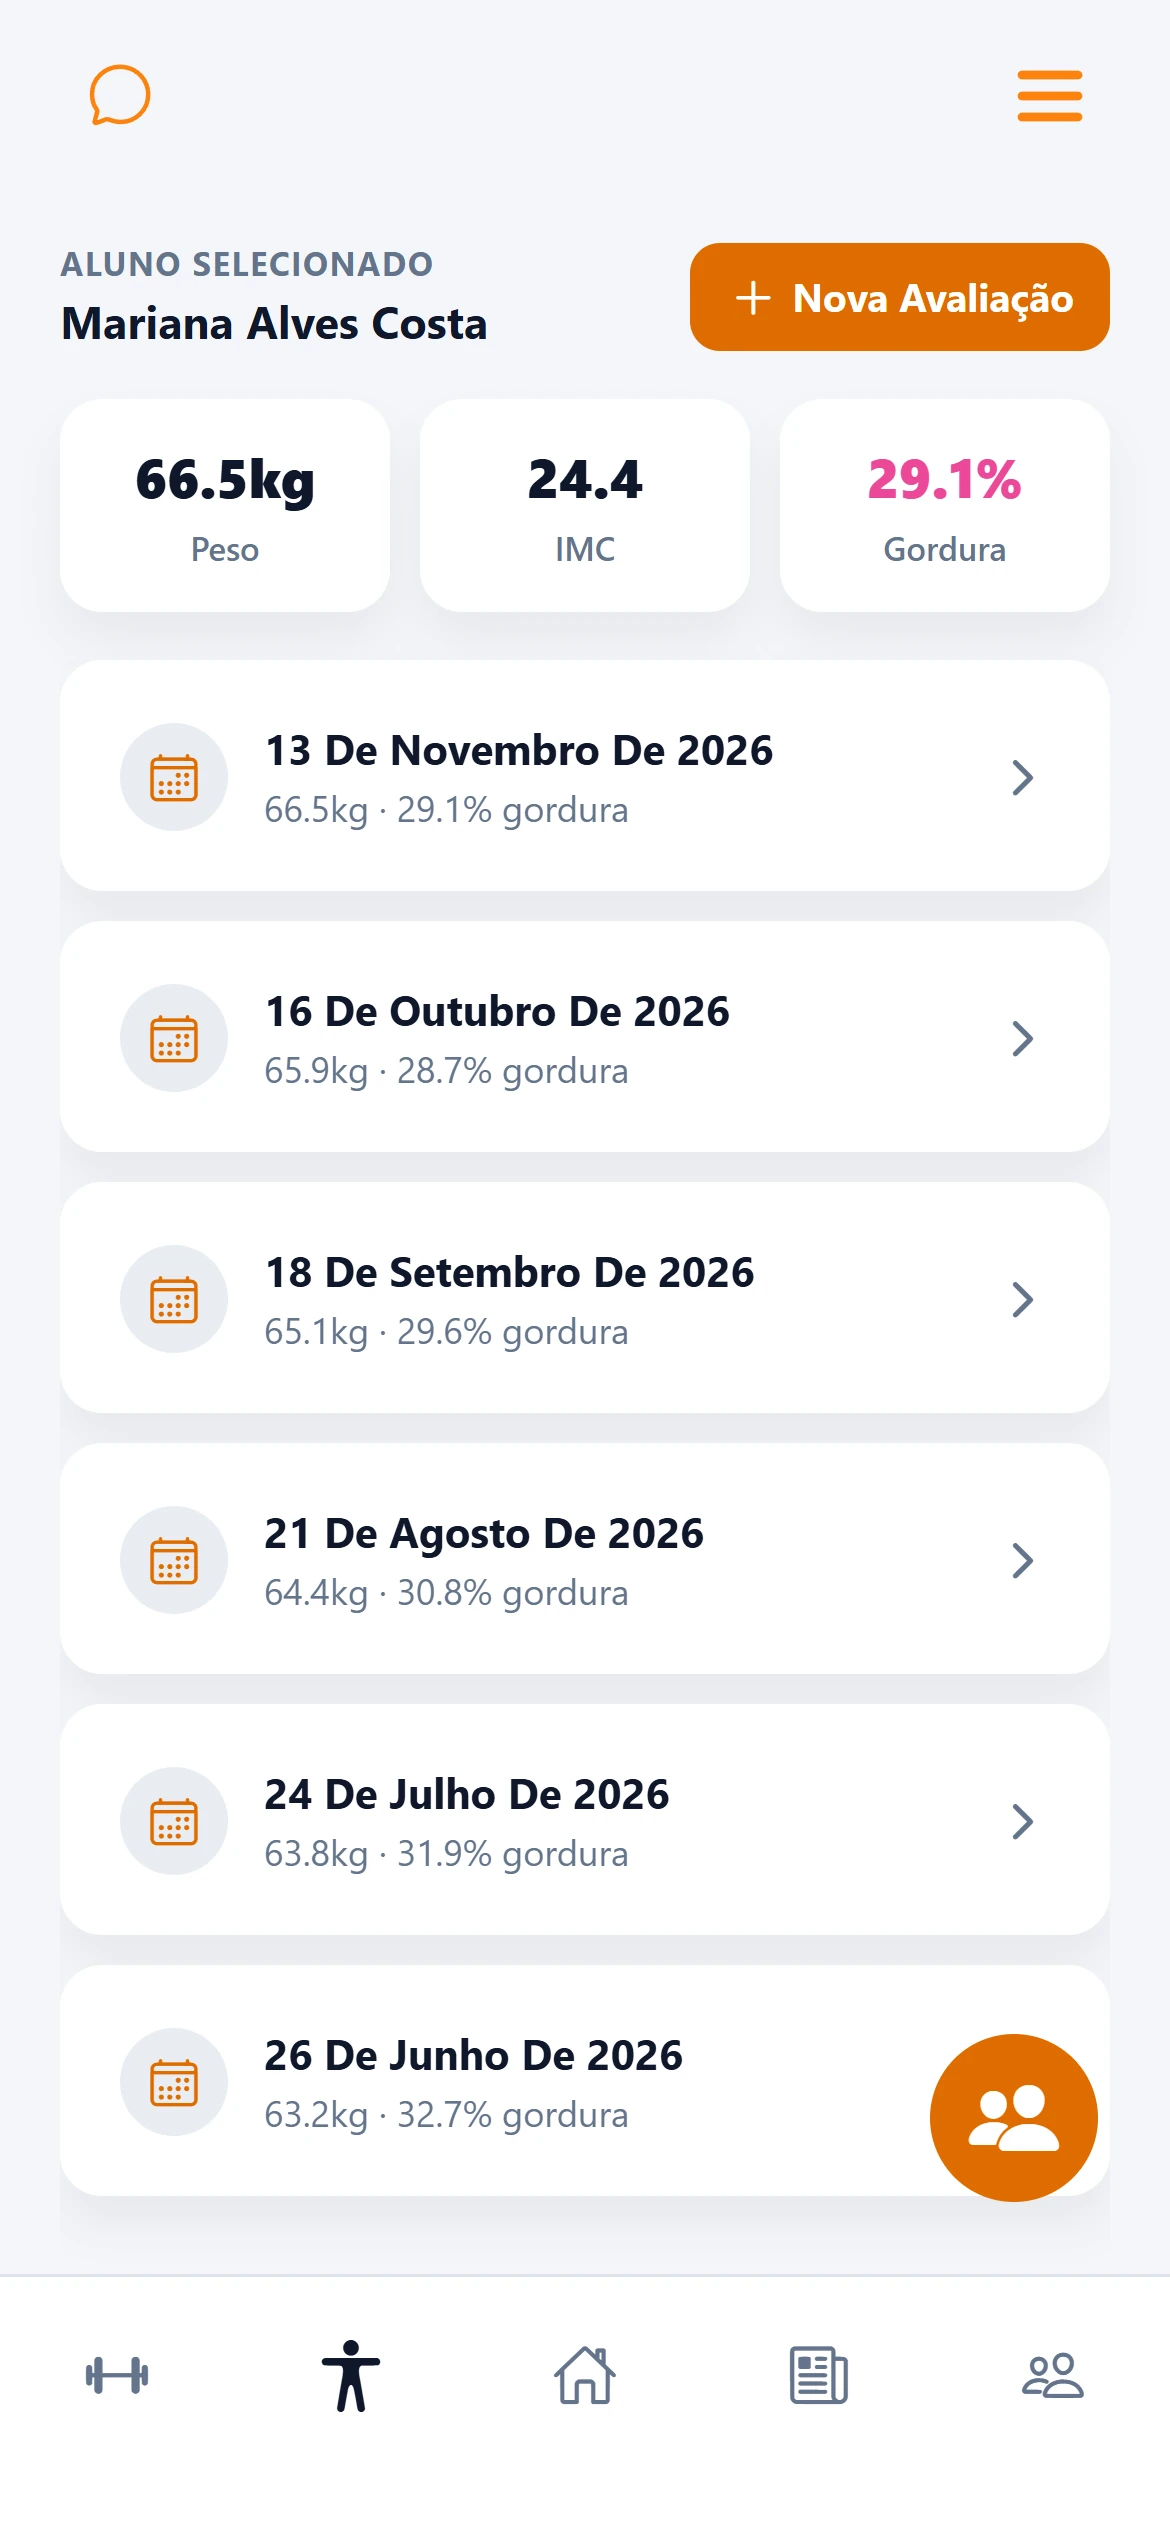 ALUNO SELECIONADO
Mariana Alves Costa
Nova Avaliação
66.5kg
Peso
24.4
IMC
29.1%
Gordura
13 De Novembro De 2026
66.5kg · 29.1% gordura
16 De Outubro De 2026
65.9kg · 28.7% gordura
18 De Setembro De 2026
65.1kg · 29.6% gordura
21 De Agosto De 2026
64.4kg · 30.8% gordura
24 De Julho De 2026
63.8kg · 31.9% gordura
26 De Junho De 2026
63.2kg · 32.7% gordura